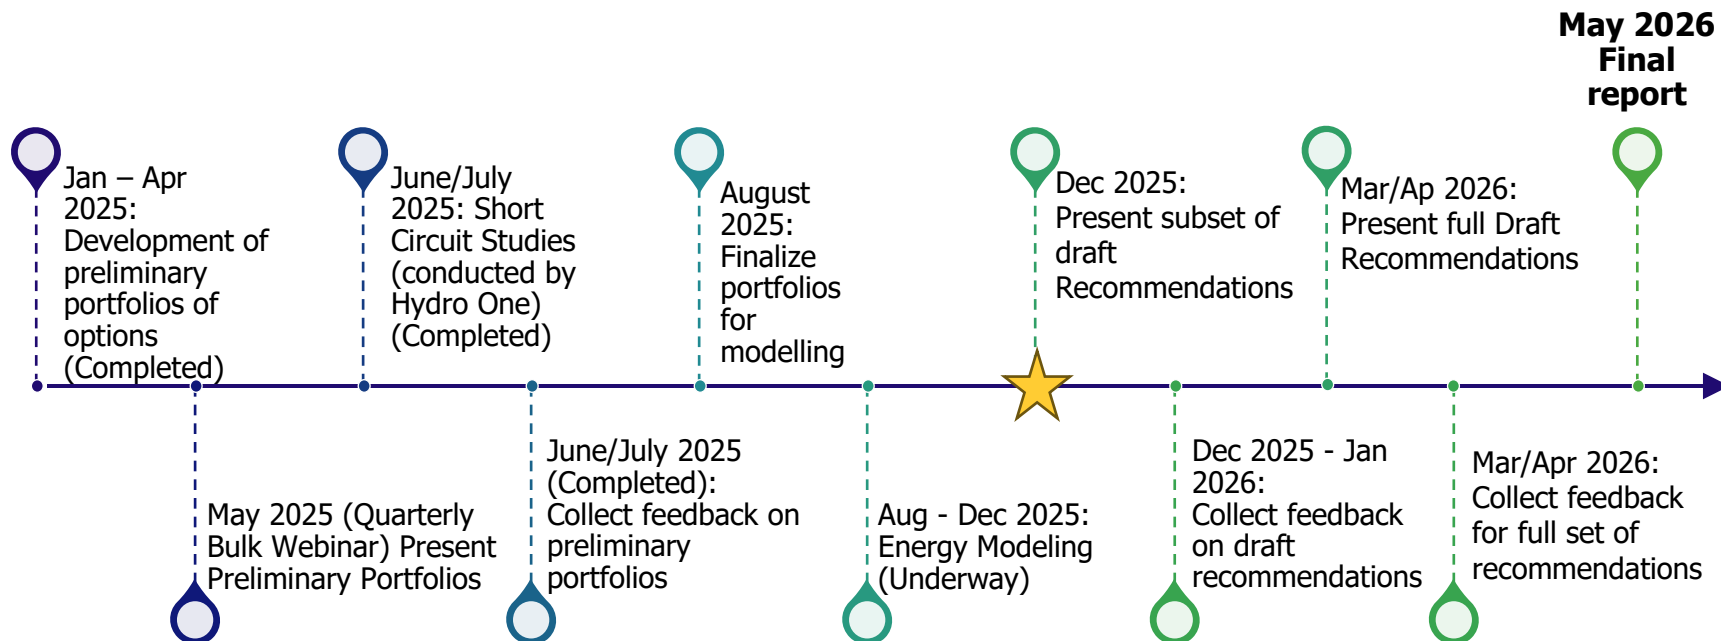 Jan – Apr
2025:
Development of
preliminary
portfolios of
options
(Completed)
May 2025 (Quarterly
Bulk Webinar) Present
Preliminary Portfolios
June/July
2025: Short
Circuit Studies
(conducted by
Hydro One)
(Completed)
June/July 2025
(Completed):
Collect feedback on
preliminary
portfolios
August
2025:
Finalize
portfolios
for
modelling
Aug - Dec 2025:
Energy Modeling
(Underway)
Dec 2025:
Present subset of
draft
Recommendations
Dec 2025 - Jan
2026:
Collect feedback
on draft
recommendations
Mar/Ap 2026:
Present full Draft
Recommendations
Mar/Apr 2026:
Collect feedback
for full set of
recommendations
May 2026
Final
report